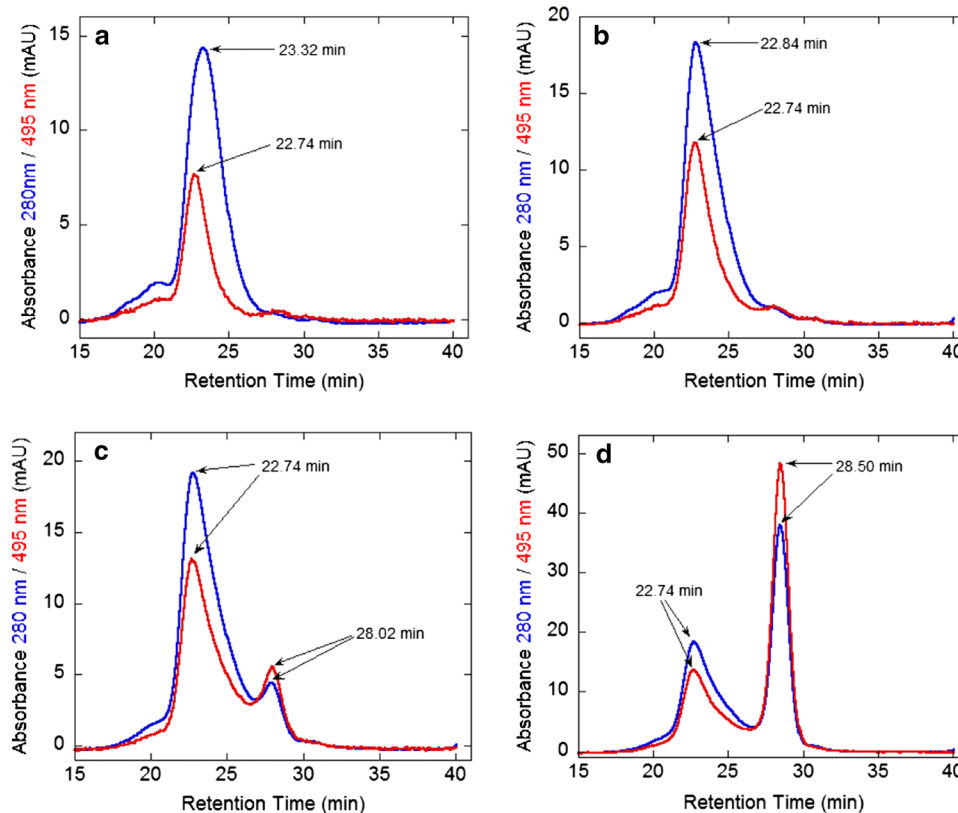 a
23.32 min
22.74 min
15
10
5
0
15 20 25 30 35 40
Retention Time (min)
Absorbance 280nm / 495 nm (mAU)
b
22.84 min
22.74 min
20
15
10
5
0
15 20 25 30 35 40
Retention Time (min)
Absorbance 280 nm / 495 nm (mAU)
c
22.74 min
28.02 min
20
15
10
5
0
15 20 25 30 35 40
Retention Time (min)
Absorbance 280 nm / 495 nm (mAU)
d
28.50 min
22.74 min
50
40
30
20
10
0
15 20 25 30 35 40
Retention Time (min)
Absorbance 280 nm / 495 nm (mAU)